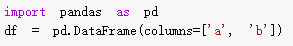 import pandas as pd
df = pd.DataFrame(columns=['a', 'b'])